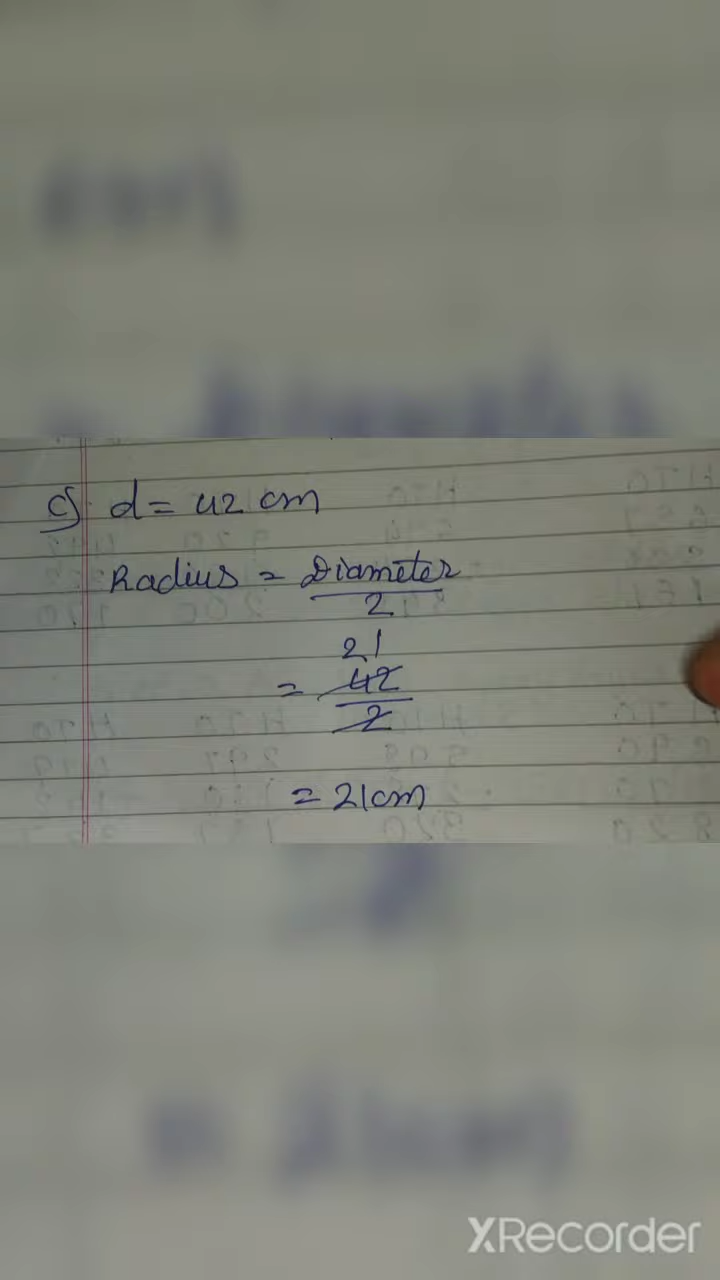 c) d = 42 cm
Radius = Diameter
2
21
= 42
2
= 21cm
XRecorder